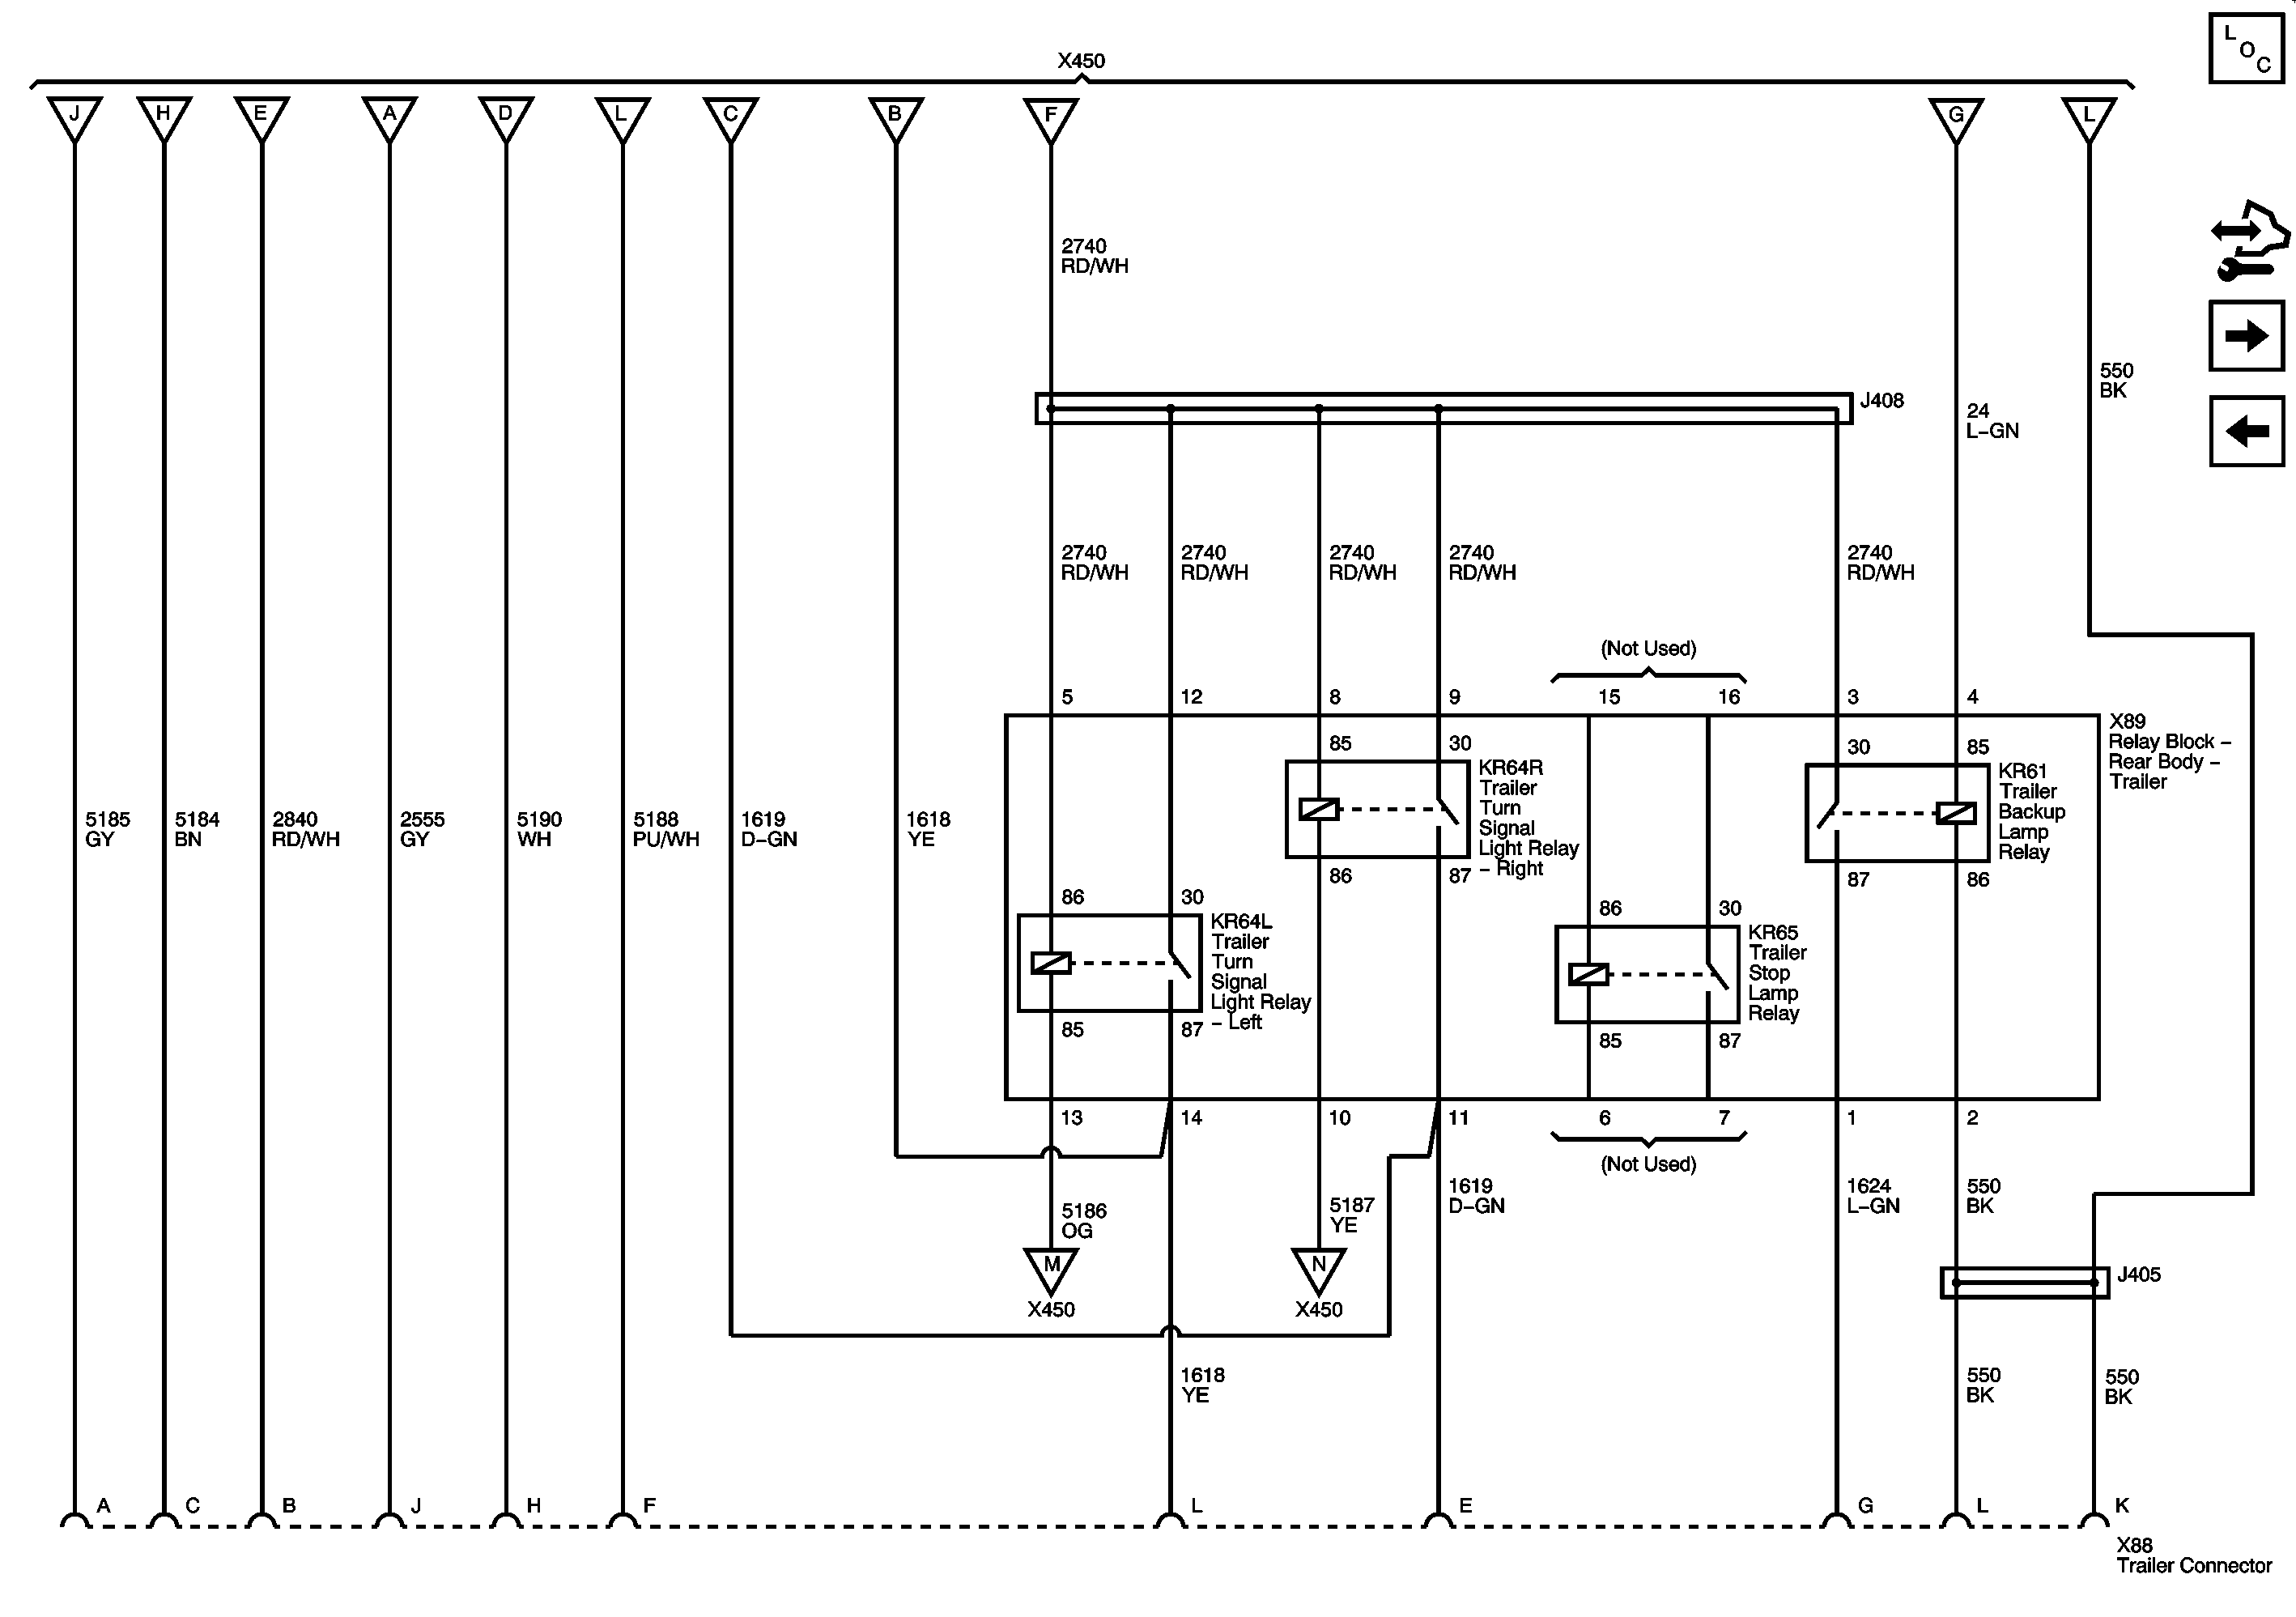 L
O
C
X450
J H E A D L C B F G L
2740
RD/WH
550
BK
J408
24
L-GN
2740
RD/WH
2740
RD/WH
2740
RD/WH
2740
RD/WH
2740
RD/WH
(Not Used)
5 12 8 9 15 16 3 4
X89
Relay Block -
Rear Body -
Trailer
85 30
KR64R
Trailer
Turn
Signal
Light Relay
- Right
86 87
30 85
KR61
Trailer
Backup
Lamp
Relay
87 86
5185
GY
5184
BN
2840
RD/WH
2555
GY
5190
WH
5188
PU/WH
1619
D-GN
1618
YE
86 30
KR64L
Trailer
Turn
Signal
Light Relay
- Left
85 87
86 30
KR65
Trailer
Stop
Lamp
Relay
85 87
13 14 10 11 6 7 1 2
(Not Used)
5186
OG
5187
YE
1619
D-GN
1624
L-GN
550
BK
M
X450
N
X450
J405
1618
YE
550
BK
550
BK
A C B J H F L E G L K
X88
Trailer Connector